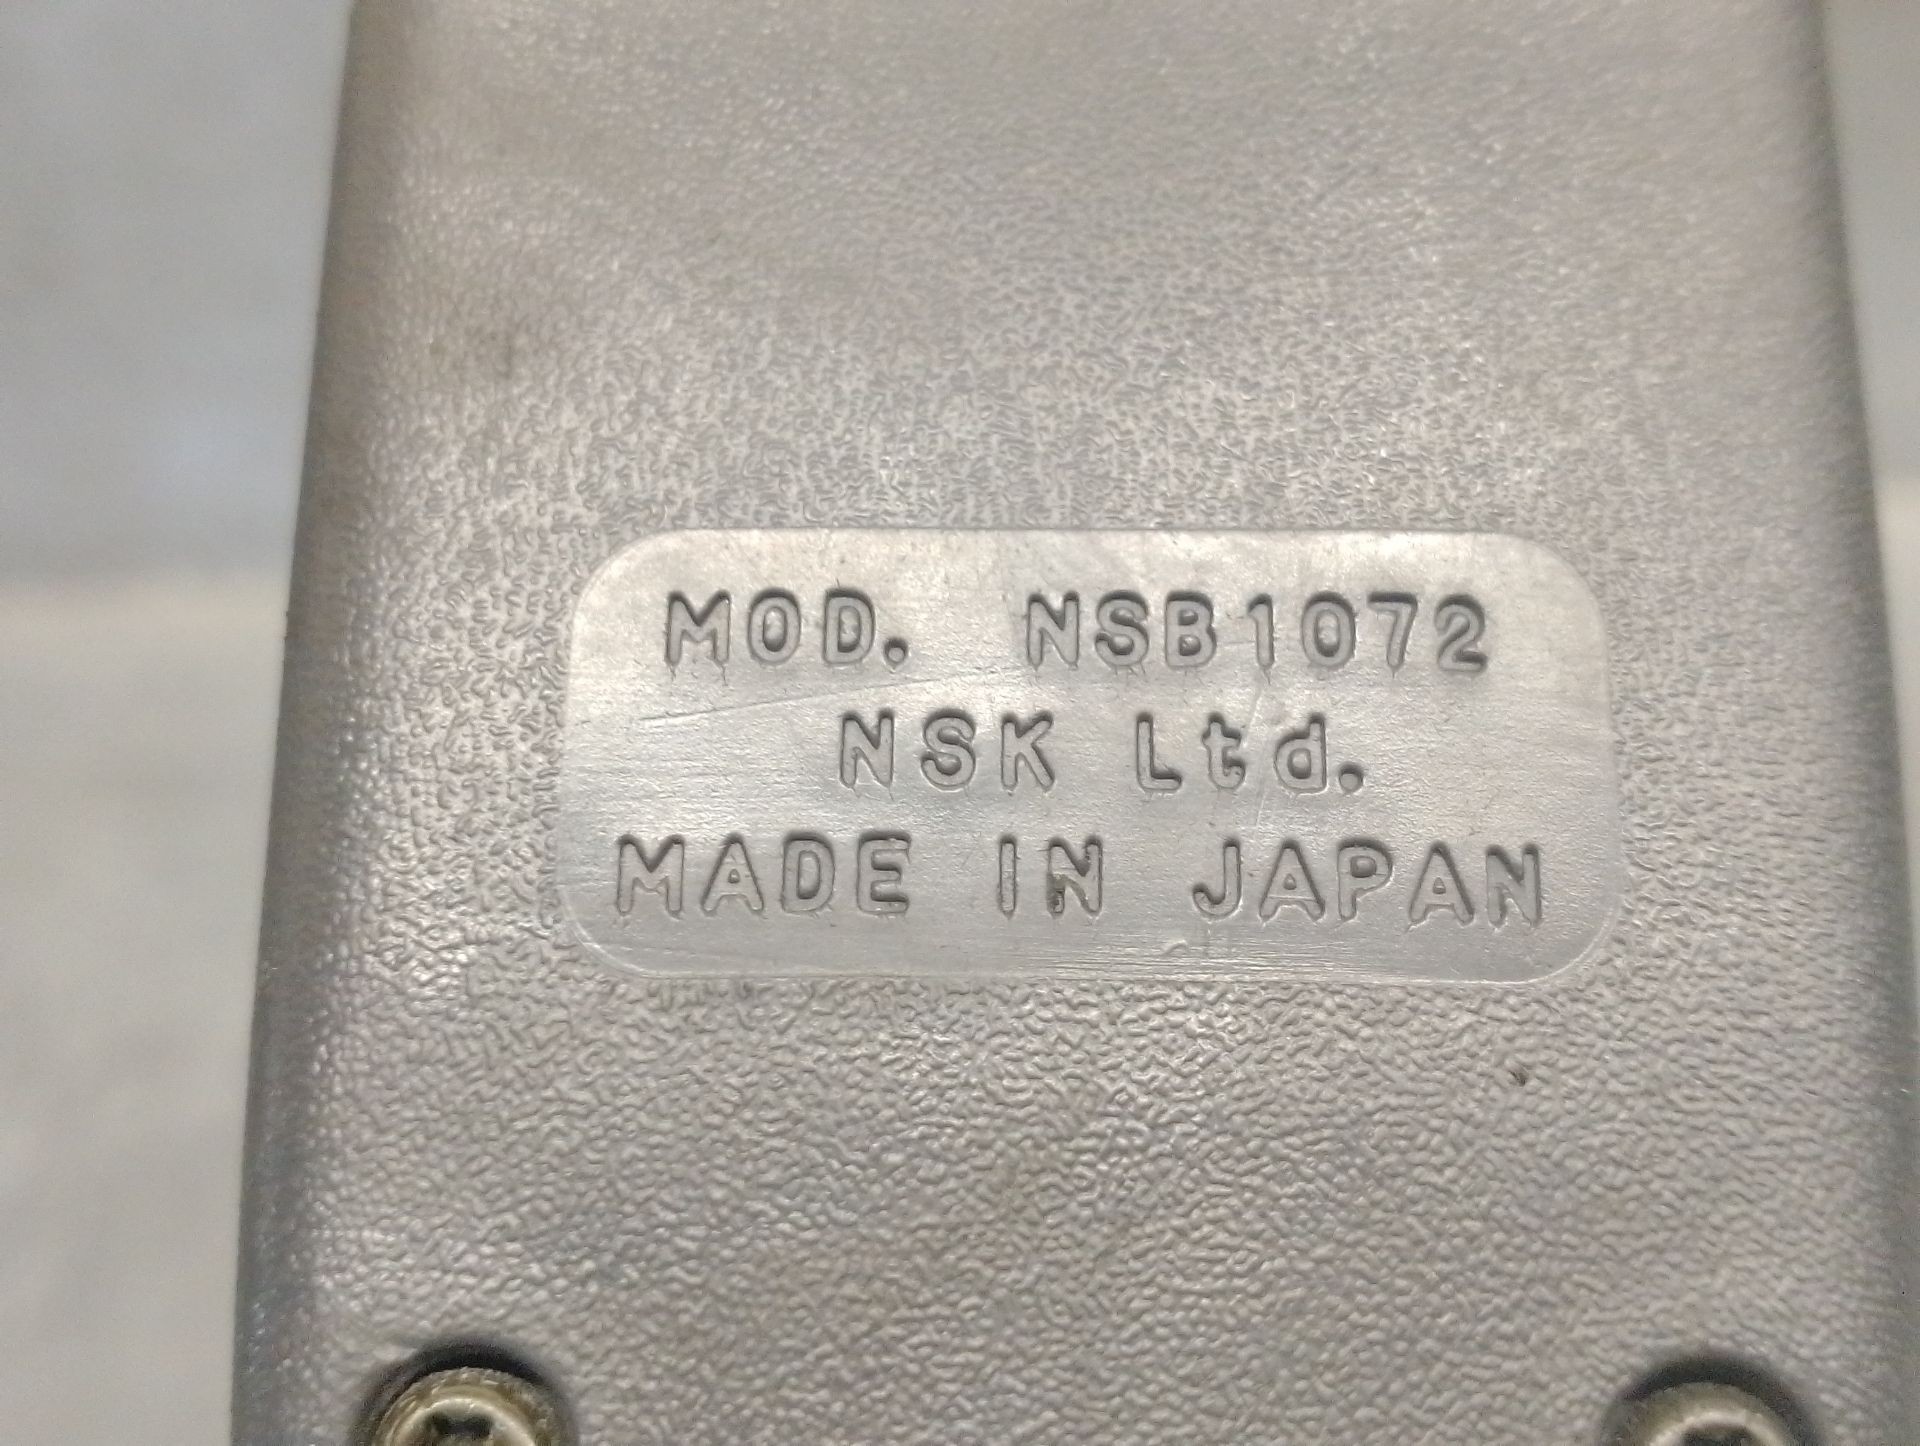 MOD. NSB1072
NSK Ltd.
MADE IN JAPAN